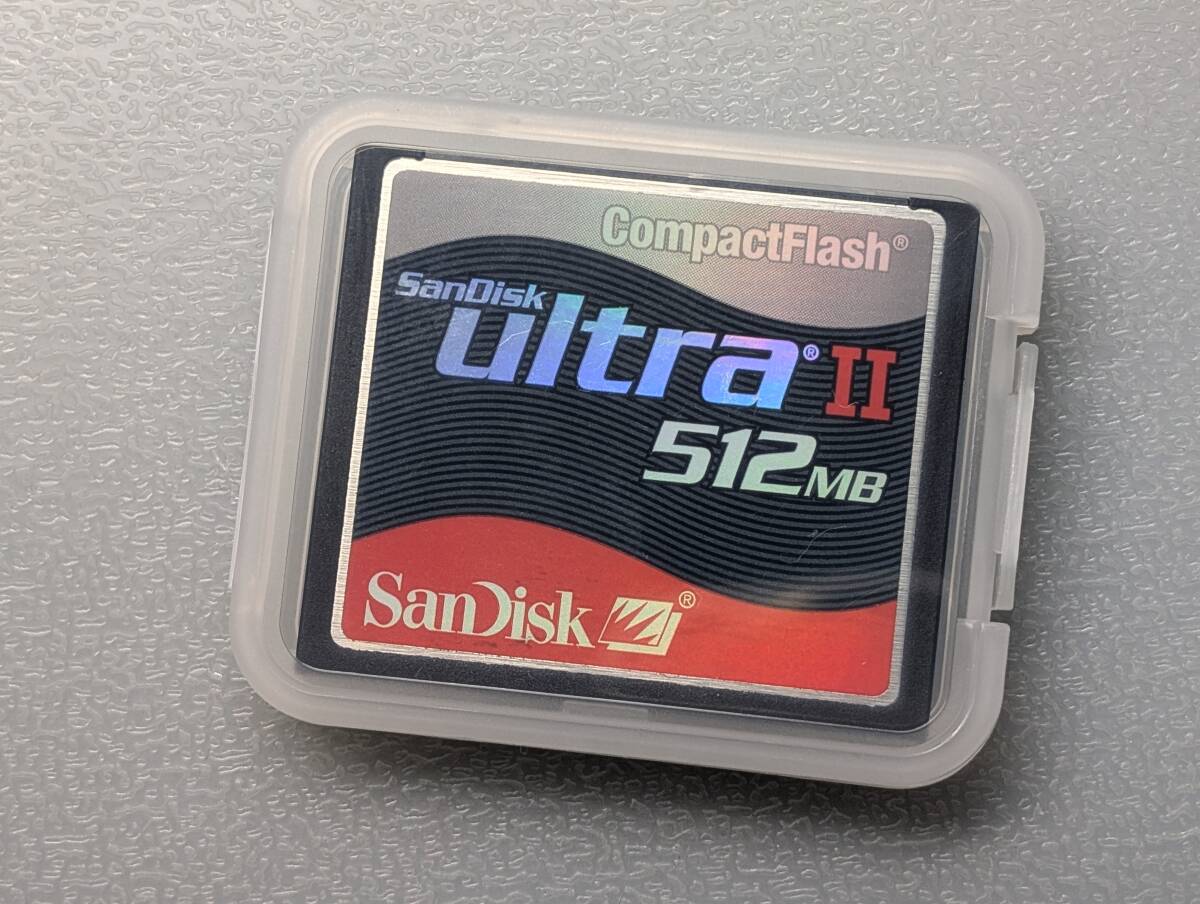 CompactFlash®
SanDisk
ultra® II
512MB
SanDisk ®